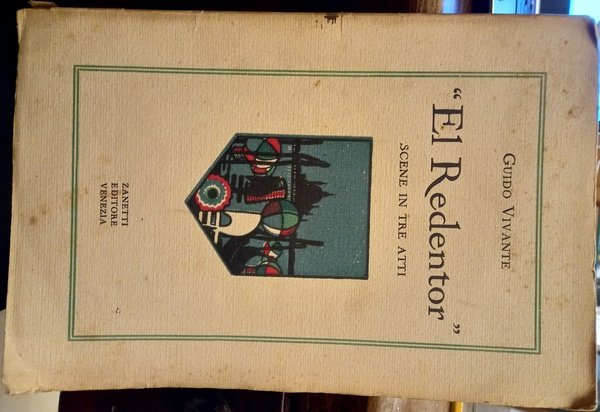 GUIDO VIVANTE
"El Redentor"
SCENE IN TRE ATTI
ZANETTI
EDITORE
VENEZIA